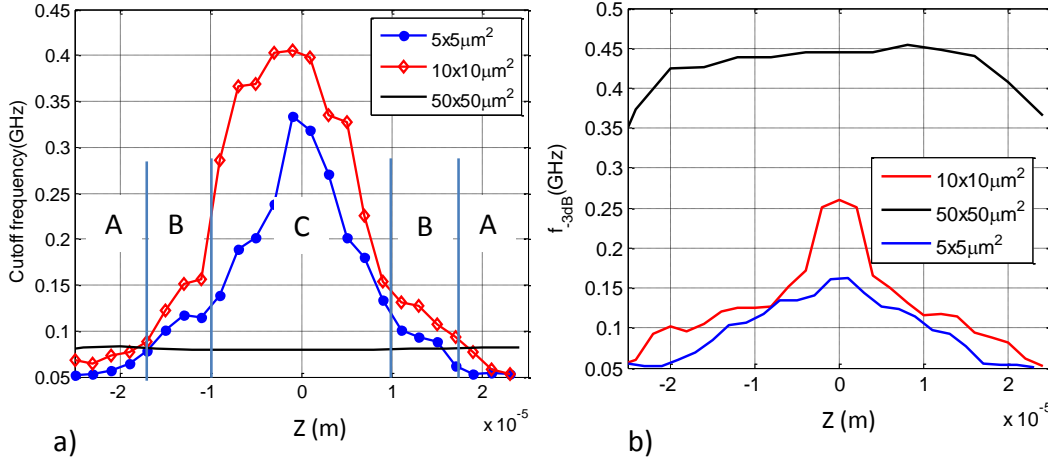 0.45
0.4
0.35
0.3
0.25
0.2
0.15
0.1
0.05
Cutoff frequency(GHz)
5x5μm²
10x10μm²
50x50μm²
A
B
C
B
A
-2
-1
0
1
2
x 10⁻⁵
Z (m)
a)
0.5
0.45
0.4
0.35
0.3
0.25
0.2
0.15
0.1
0.05
f-3dB(GHz)
10x10μm²
50x50μm²
5x5μm²
-2
-1
0
1
2
x 10⁻⁵
Z (m)
b)